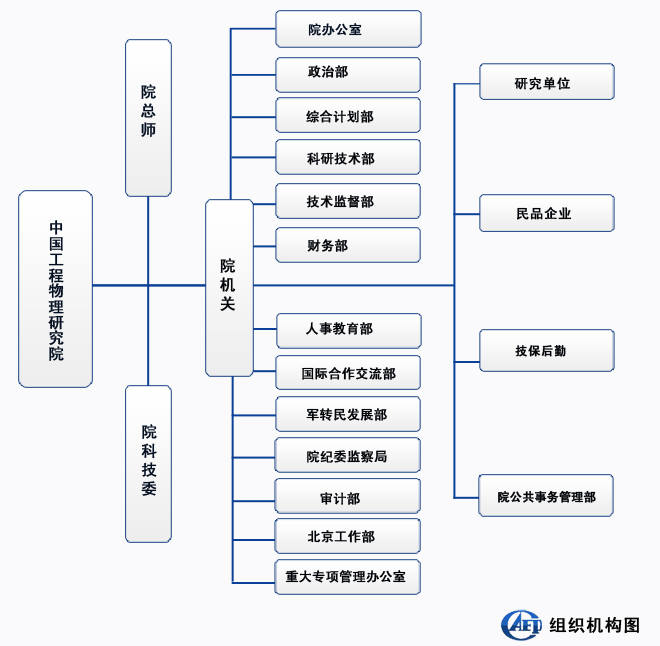 中国工程物理研究院
院总师
院科技委
院机关
院办公室
政治部
综合计划部
科研技术部
技术监督部
财务部
人事教育部
国际合作交流部
军转民发展部
院纪委监察局
审计部
北京工作部
重大专项管理办公室
研究单位
民品企业
技保后勤
院公共事务管理部
CAEP
组织机构图